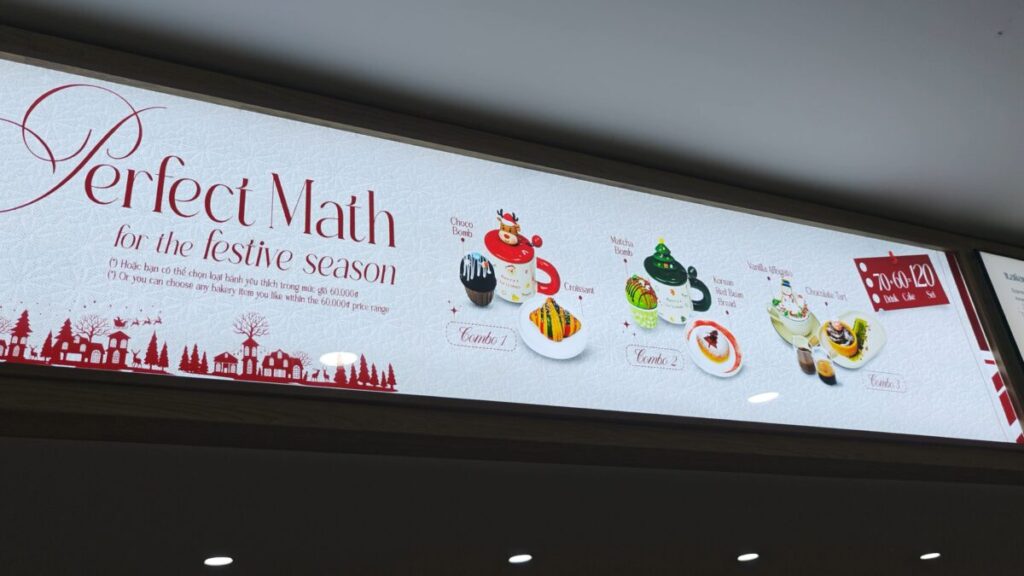 Perfect Math
for the festive season
(*) Hoặc bạn có thể chọn loạt bánh yêu thích trong mức giá 60.000đ
(*) Or you can choose any bakery item you like within the 60.000đ price range
Choco
Bomb
Croissant
Combo 1
Matcha
Bomb
Korean
Red Bean
Bread
Combo 2
Vanilla Affogato
Chocolate Tart
Combo 3
70-60-120
Drink Cake Set